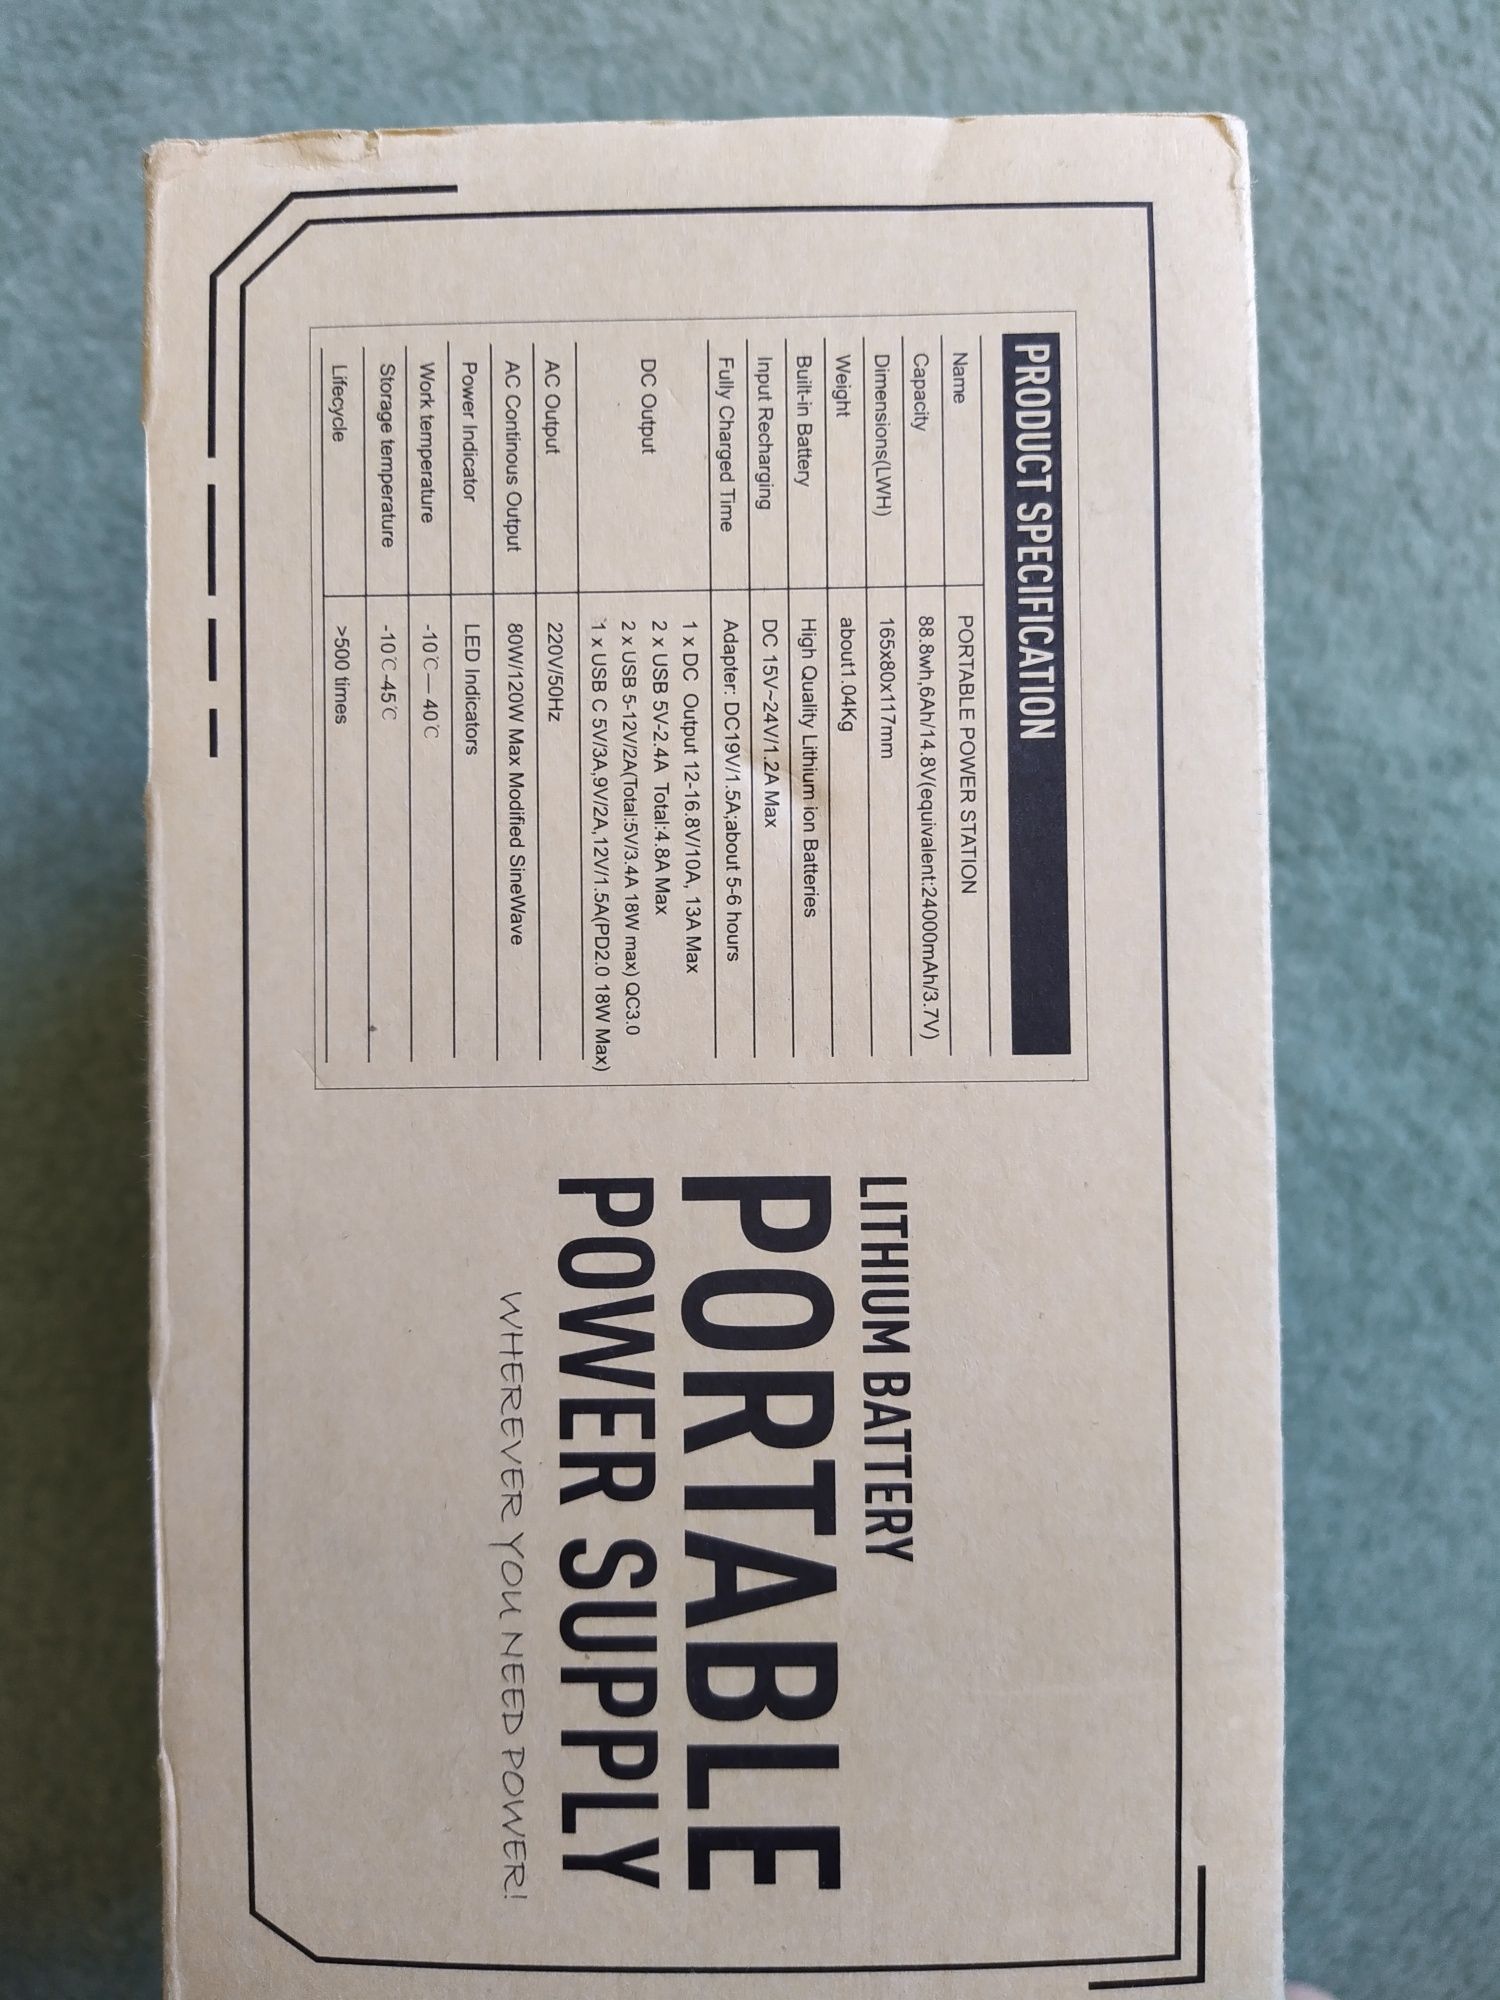 PRODUCT SPECIFICATION
Name PORTABLE POWER STATION
Capacity 88.8wh,6Ah/14.8V(equivalent:24000mAh/3.7V)
Dimensions(LWH) 165x80x117mm
Weight about1.04Kg
Built-in Battery High Quality Lithium ion Batteries
Input Recharging DC 15V~24V/1.2A Max
Fully Charged Time Adapter: DC19V/1.5A;about 5-6 hours
DC Output 1 x DC Output 12-16.8V/10A, 13A Max
2 x USB 5V-2.4A Total:4.8A Max
2 x USB 5-12V/2A(Total:5V/3.4A 18W max) QC3.0
1 x USB C 5V/3A,9V/2A,12V/1.5A(PD2.0 18W Max)
AC Output 220V/50Hz
AC Continous Output 80W/120W Max Modified SineWave
Power Indicator LED Indicators
Work temperature -10℃— 40℃
Storage temperature -10℃-45℃
Lifecycle >500 times
LITHIUM BATTERY
PORTABLE
POWER SUPPLY
WHEREVER YOU NEED POWER!